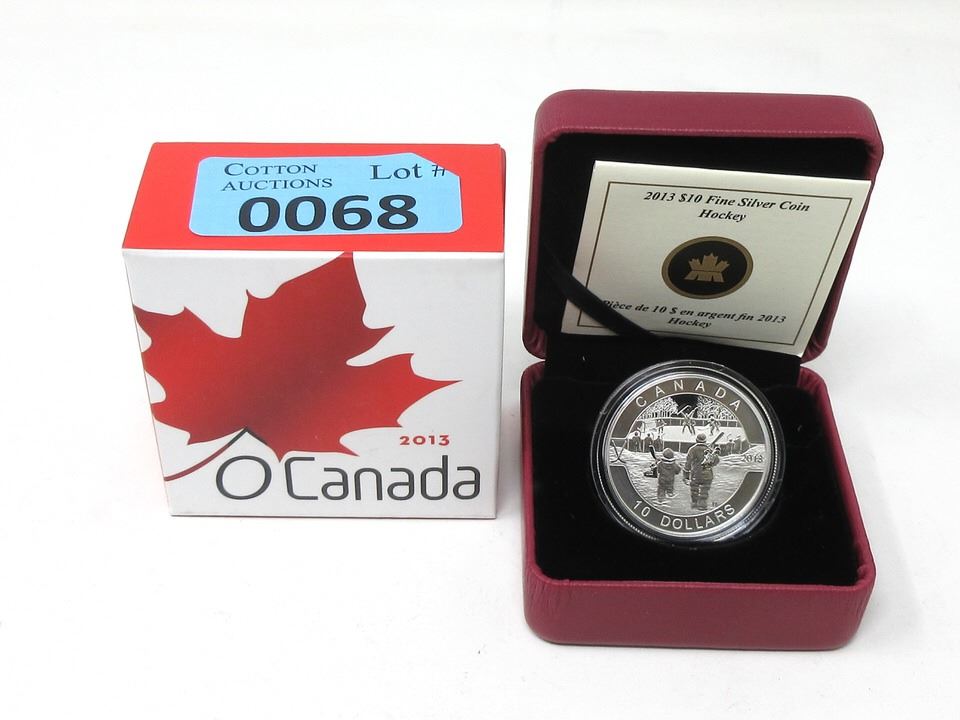 COTTON
AUCTIONS
Lot #
0068
2013
O Canada
2013 $10 Fine Silver Coin
Hockey
Pièce de 10 $ en argent fin 2013
Hockey
CANADA
2013
10 DOLLARS